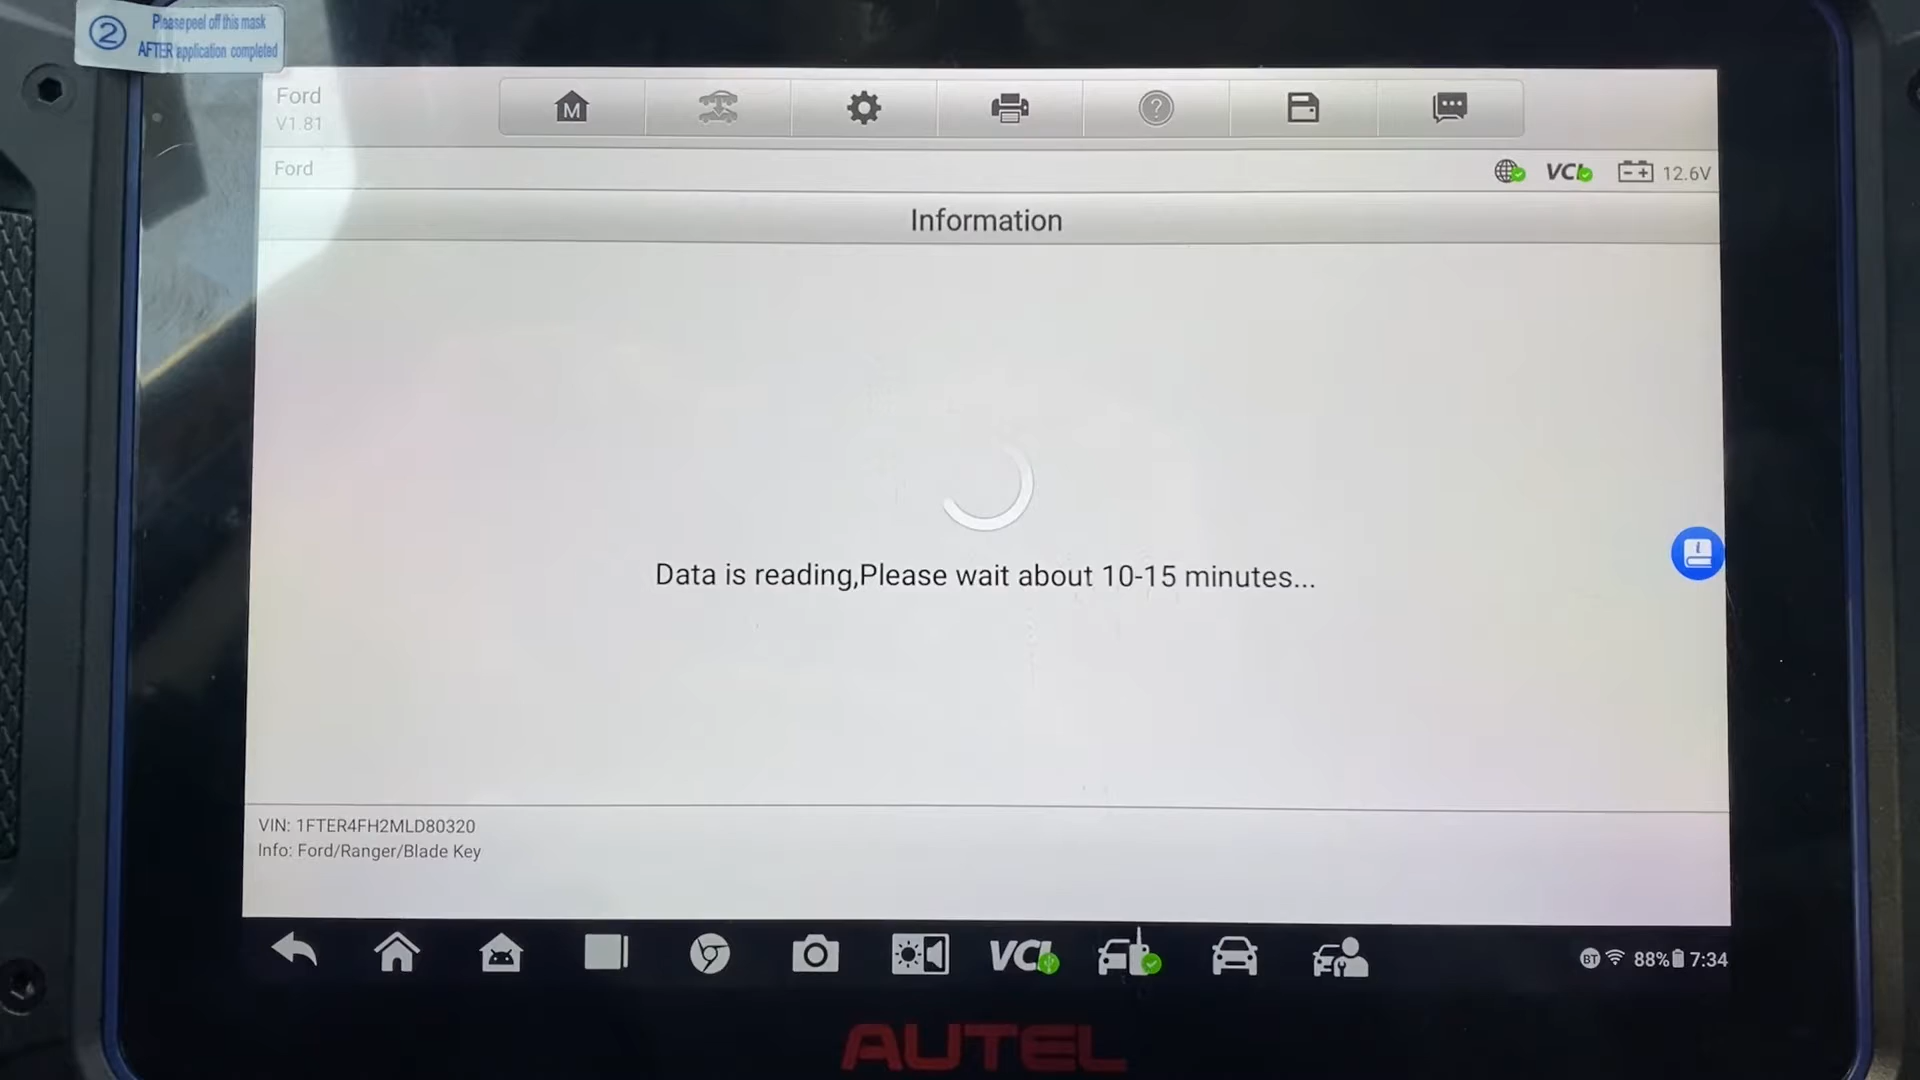 ② Please peel off this mask
AFTER application completed
Ford
V1.81
M
?
Ford
VCI
12.6V
Information
Data is reading,Please wait about 10-15 minutes...
i
VIN: 1FTER4FH2MLD80320
Info: Ford/Ranger/Blade Key
VCI
BT
88%
7:34
AUTEL